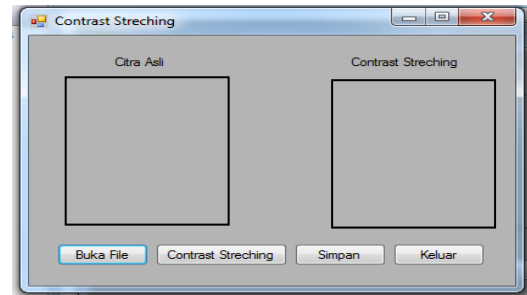 Contrast Streching
Citra Asli Contrast Streching
Buka File Contrast Streching Simpan Keluar